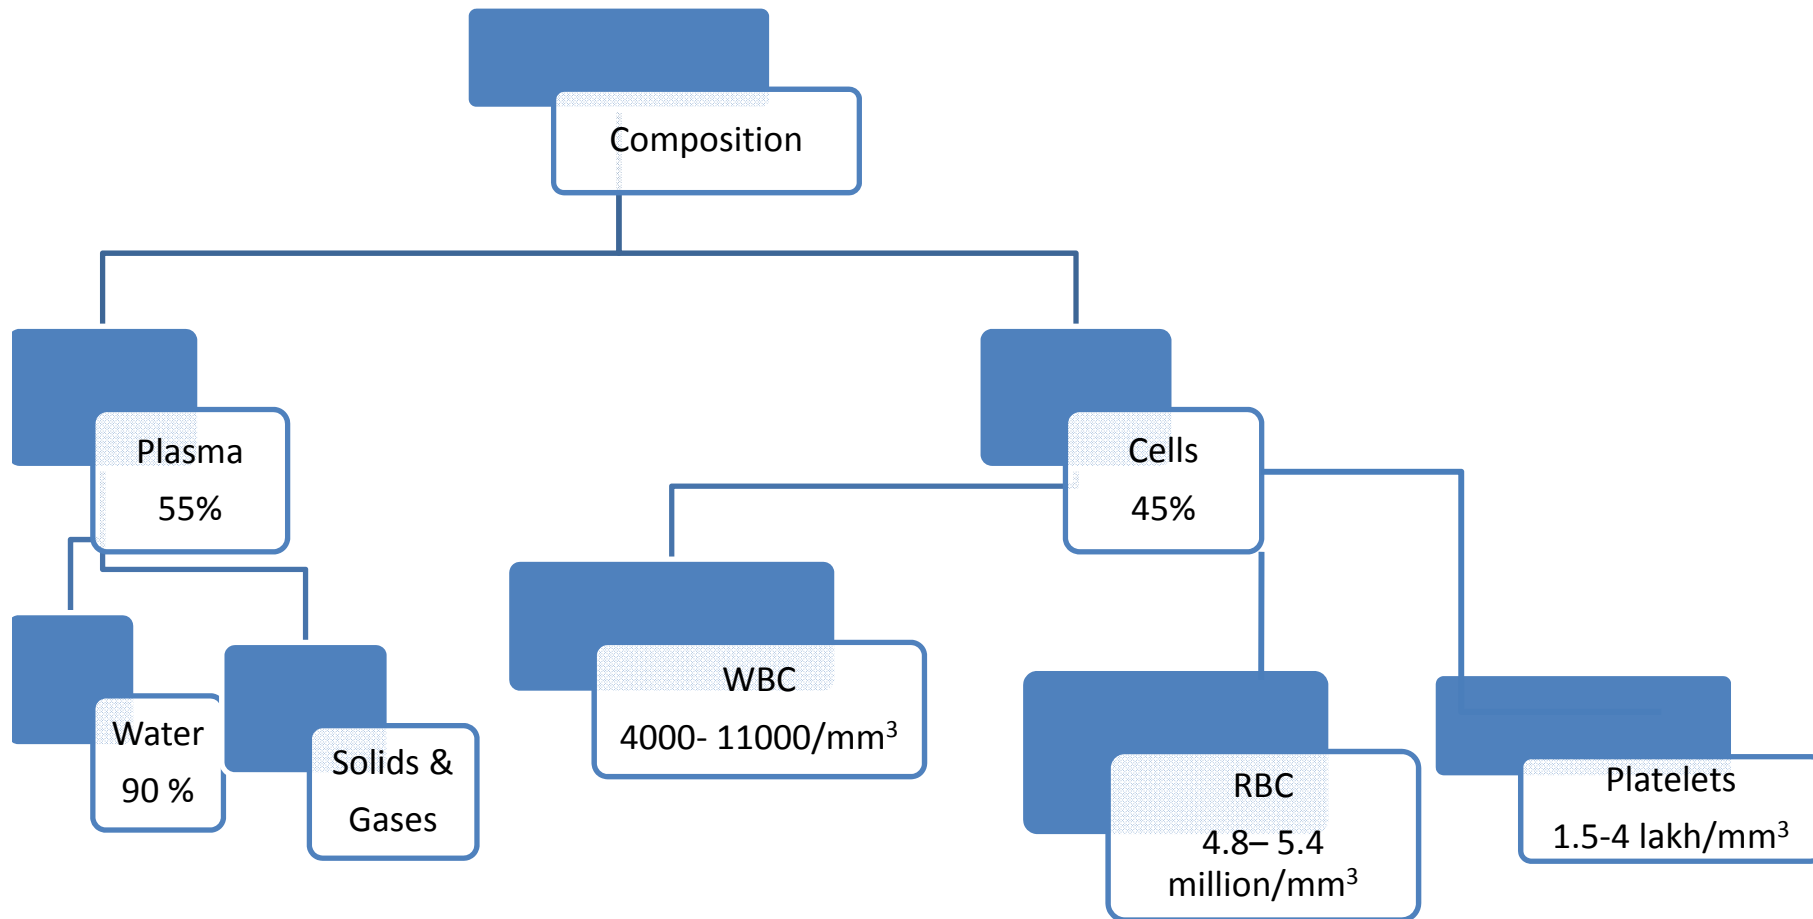 Composition
Plasma
55%
Cells
45%
Water
90 %
Solids &
Gases
WBC
4000- 11000/mm³
RBC
4.8– 5.4
million/mm³
Platelets
1.5-4 lakh/mm³